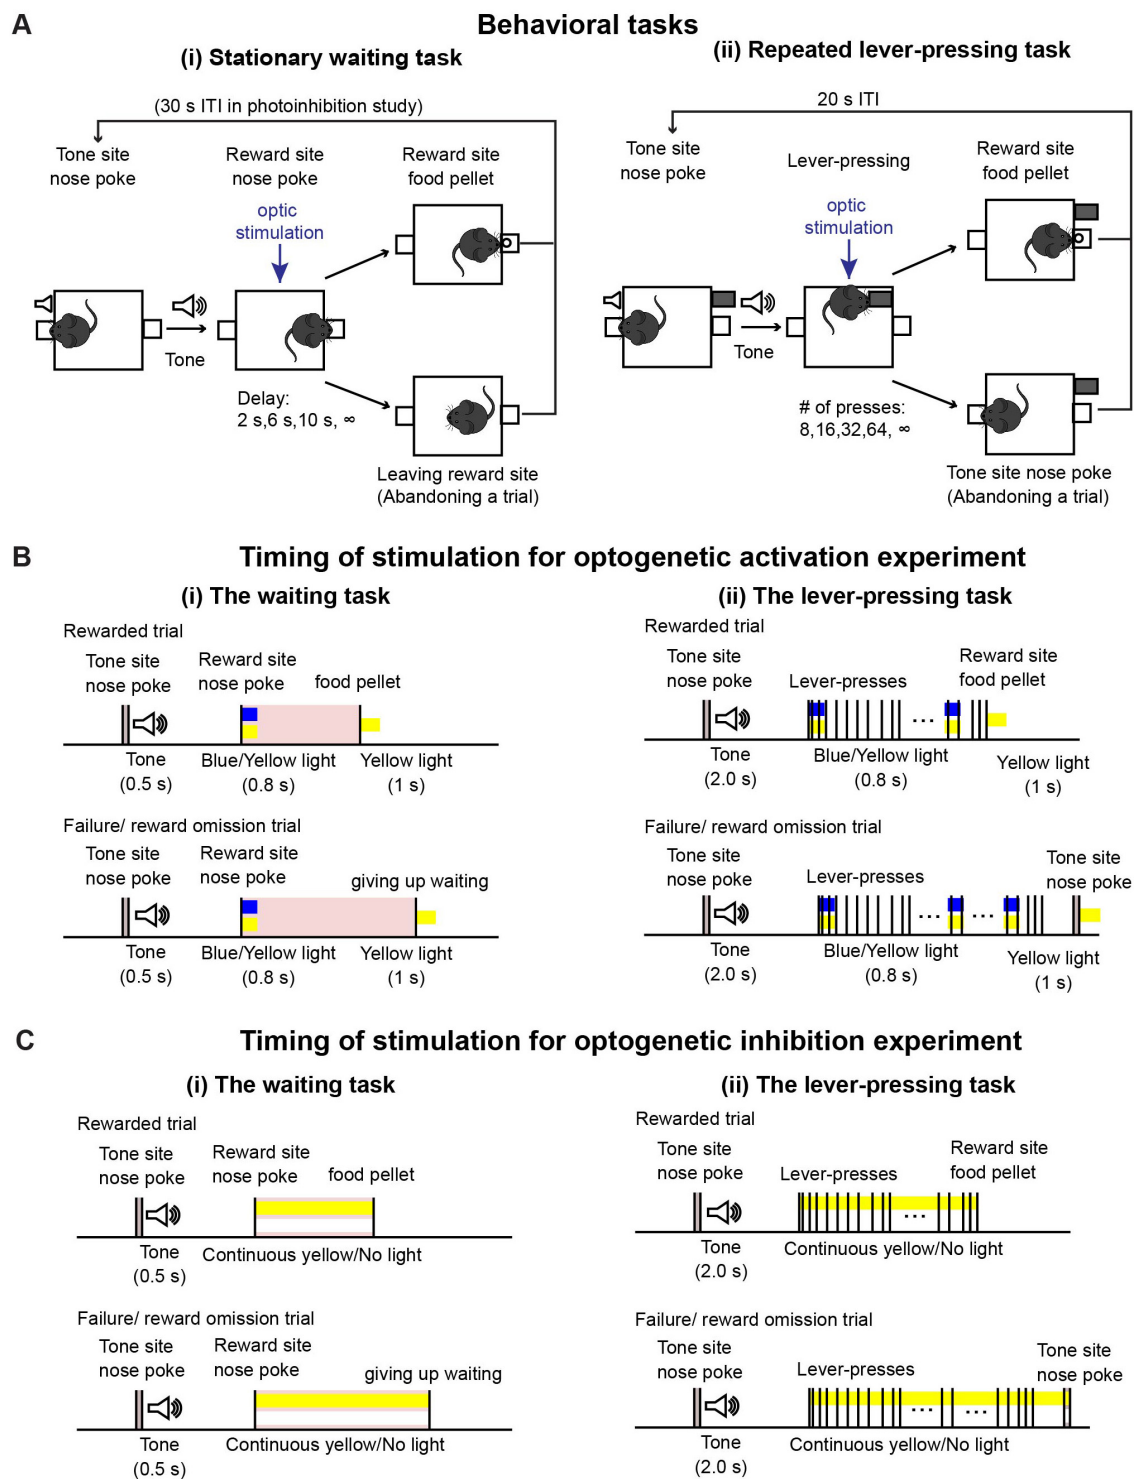 A
Behavioral tasks
(i) Stationary waiting task
(30 s ITI in photoinhibition study)
Tone site
nose poke
Reward site
nose poke
Reward site
food pellet
optic
stimulation
Tone
Delay:
2 s,6 s,10 s, ∞
Leaving reward site
(Abandoning a trial)
(ii) Repeated lever-pressing task
20 s ITI
Tone site
nose poke
Lever-pressing
Reward site
food pellet
optic
stimulation
Tone
# of presses:
8,16,32,64, ∞
Tone site nose poke
(Abandoning a trial)
B
Timing of stimulation for optogenetic activation experiment
(i) The waiting task
Rewarded trial
Tone site
nose poke
Reward site
nose poke
food pellet
Tone
(0.5 s)
Blue/Yellow light
(0.8 s)
Yellow light
(1 s)
Failure/ reward omission trial
Tone site
nose poke
Reward site
nose poke
giving up waiting
Tone
(0.5 s)
Blue/Yellow light
(0.8 s)
Yellow light
(1 s)
(ii) The lever-pressing task
Rewarded trial
Tone site
nose poke
Lever-presses
Reward site
food pellet
...
Tone
(2.0 s)
Blue/Yellow light
(0.8 s)
Yellow light
(1 s)
Failure/ reward omission trial
Tone site
nose poke
Lever-presses
Tone site
nose poke
... ...
Tone
(2.0 s)
Blue/Yellow light
(0.8 s)
Yellow light
(1 s)
C
Timing of stimulation for optogenetic inhibition experiment
(i) The waiting task
Rewarded trial
Tone site
nose poke
Reward site
nose poke
food pellet
Tone
(0.5 s)
Continuous yellow/No light
Failure/ reward omission trial
Tone site
nose poke
Reward site
nose poke
giving up waiting
Tone
(0.5 s)
Continuous yellow/No light
(ii) The lever-pressing task
Rewarded trial
Tone site
nose poke
Lever-presses
Reward site
food pellet
...
Tone
(2.0 s)
Continuous yellow/No light
Failure/ reward omission trial
Tone site
nose poke
Lever-presses
Tone site
nose poke
... ...
Tone
(2.0 s)
Continuous yellow/No light